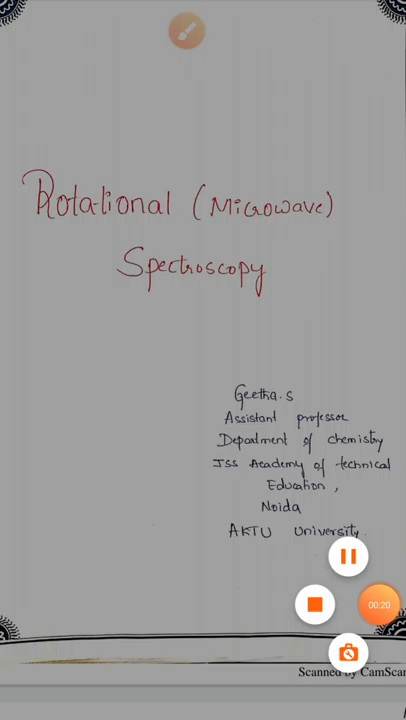 Rotational (Microwave)
Spectroscopy
Geetha.S
Assistant professor
Department of chemistry
JSS Academy of technical
Education,
Noida
AKTU University.
00:20
Scanned by CamScan